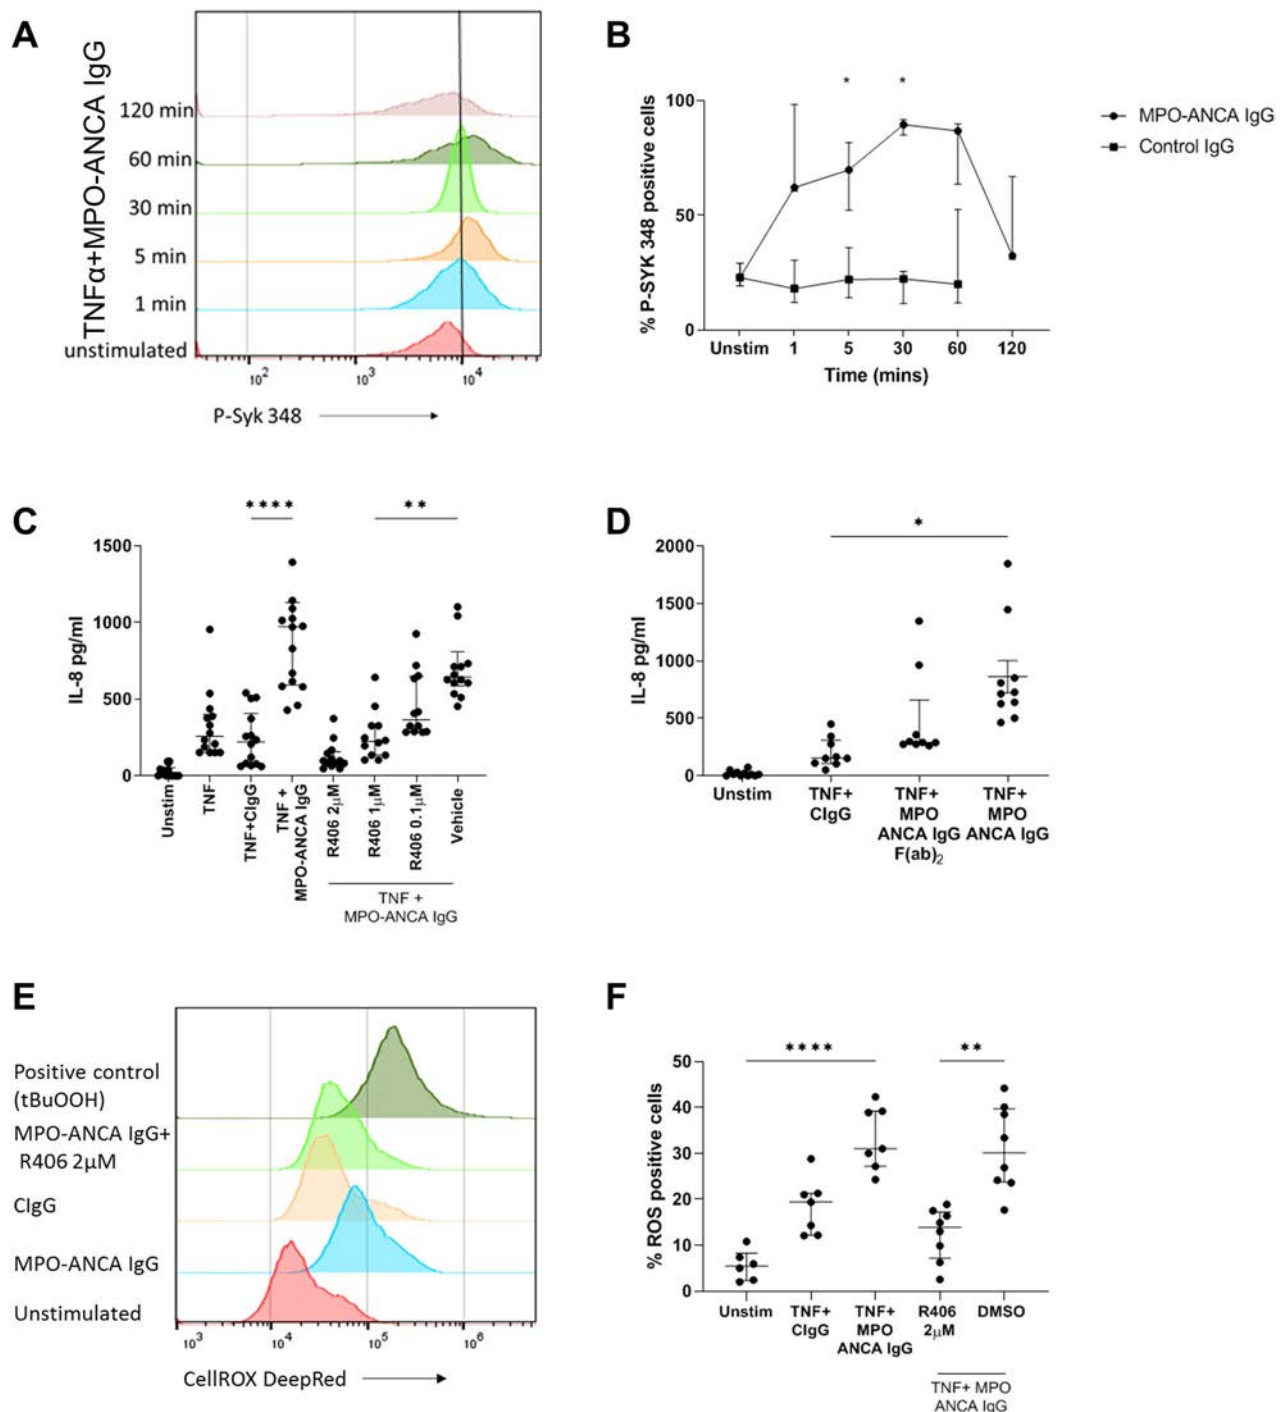 A
TNFα+MPO-ANCA IgG
120 min
60 min
30 min
5 min
1 min
unstimulated
10²
10³
10⁴
P-Syk 348
B
*
*
% P-SYK 348 positive cells
100
50
0
Unstim
1
5
30
60
120
Time (mins)
MPO-ANCA IgG
Control IgG
C
****
**
IL-8 pg/ml
1500
1000
500
0
Unstim
TNF
TNF+CIgG
TNF +
MPO-ANCA IgG
R406 2μM
R406 1μM
R406 0.1μM
Vehicle
TNF +
MPO-ANCA IgG
D
*
IL-8 pg/ml
2000
1500
1000
500
0
Unstim
TNF+
CIgG
TNF+
MPO
ANCA IgG
F(ab)₂
TNF+
MPO
ANCA IgG
E
Positive control
(tBuOOH)
MPO-ANCA IgG+
R406 2μM
CIgG
MPO-ANCA IgG
Unstimulated
10³
10⁴
10⁵
10⁶
CellROX DeepRed
F
****
**
% ROS positive cells
50
40
30
20
10
0
Unstim
TNF+
CIgG
TNF+
MPO
ANCA IgG
R406
2μM
DMSO
TNF+ MPO
ANCA IgG